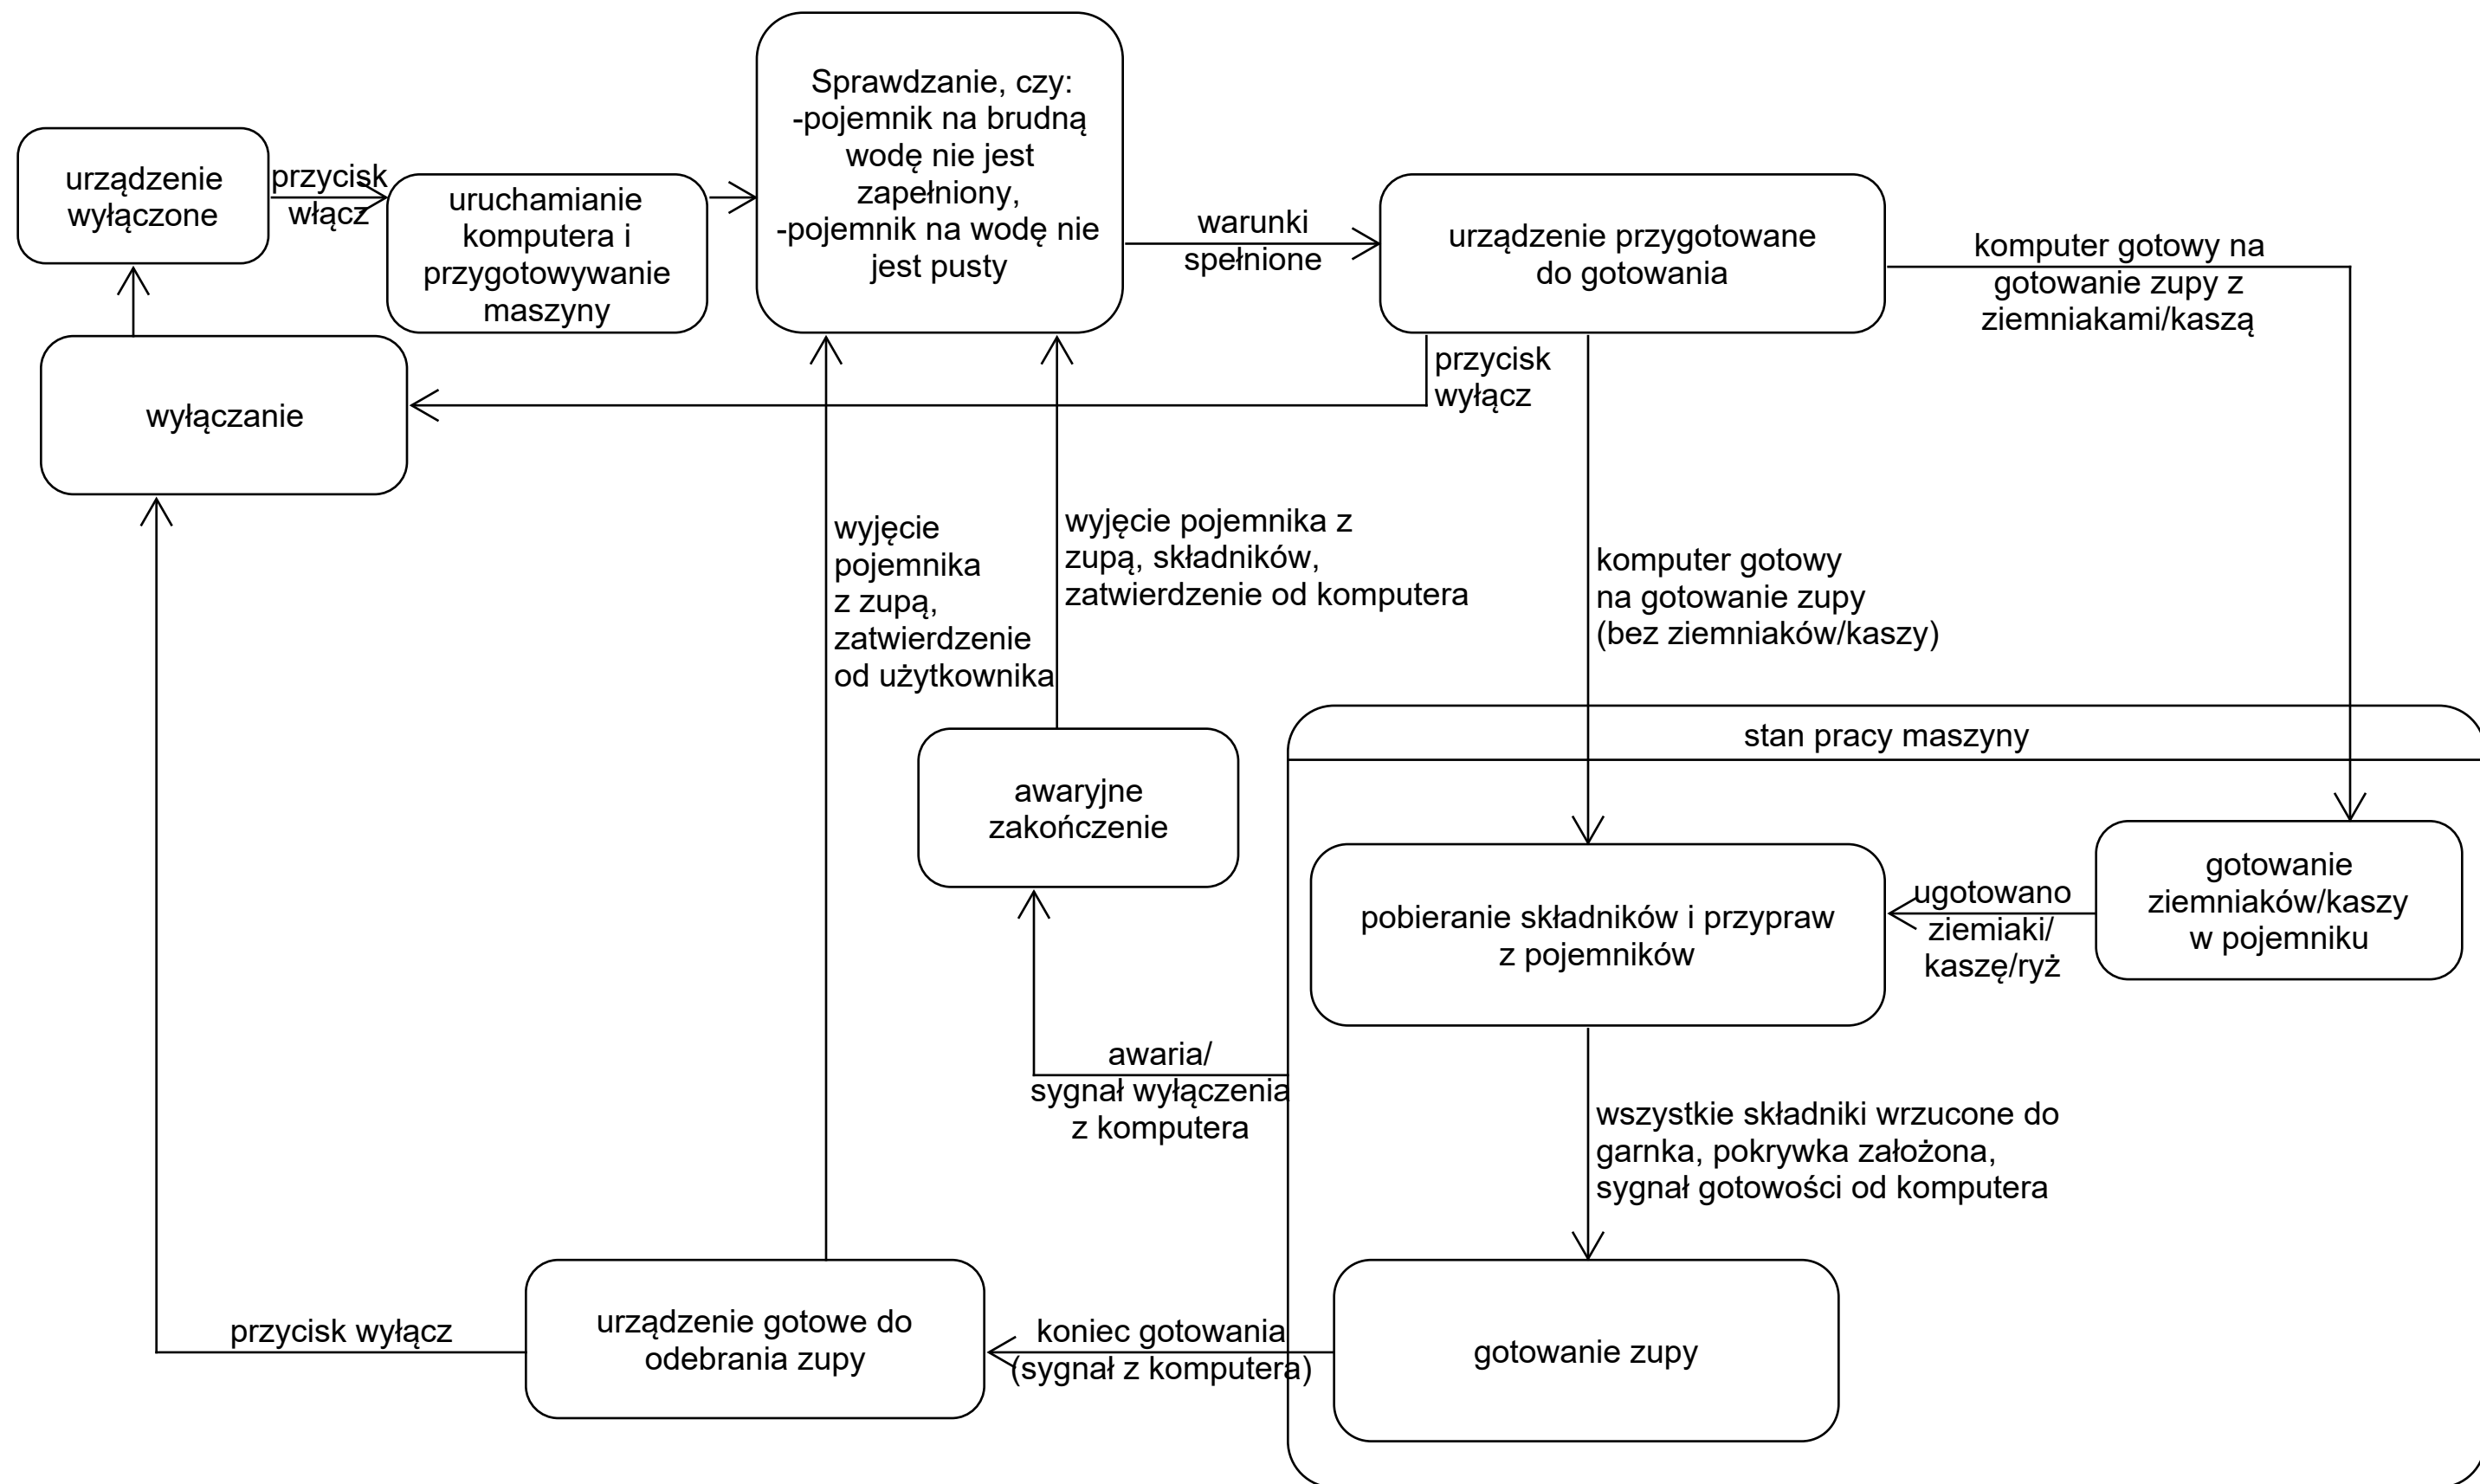 urządzenie
wyłączone
przycisk
włącz
uruchamianie
komputera i
przygotowywanie
maszyny
Sprawdzanie, czy:
-pojemnik na brudną
wodę nie jest
zapełniony,
-pojemnik na wodę nie
jest pusty
warunki
spełnione
urządzenie przygotowane
do gotowania
komputer gotowy na
gotowanie zupy z
ziemniakami/kaszą
przycisk
wyłącz
wyłączanie
wyjęcie
pojemnika
z zupą,
zatwierdzenie
od użytkownika
wyjęcie pojemnika z
zupą, składników,
zatwierdzenie od komputera
komputer gotowy
na gotowanie zupy
(bez ziemniaków/kaszy)
stan pracy maszyny
awaryjne
zakończenie
pobieranie składników i przypraw
z pojemników
ugotowano
ziemiaki/
kaszę/ryż
gotowanie
ziemniaków/kaszy
w pojemniku
awaria/
sygnał wyłączenia
z komputera
wszystkie składniki wrzucone do
garnka, pokrywka założona,
sygnał gotowości od komputera
przycisk wyłącz
urządzenie gotowe do
odebrania zupy
koniec gotowania
(sygnał z komputera)
gotowanie zupy